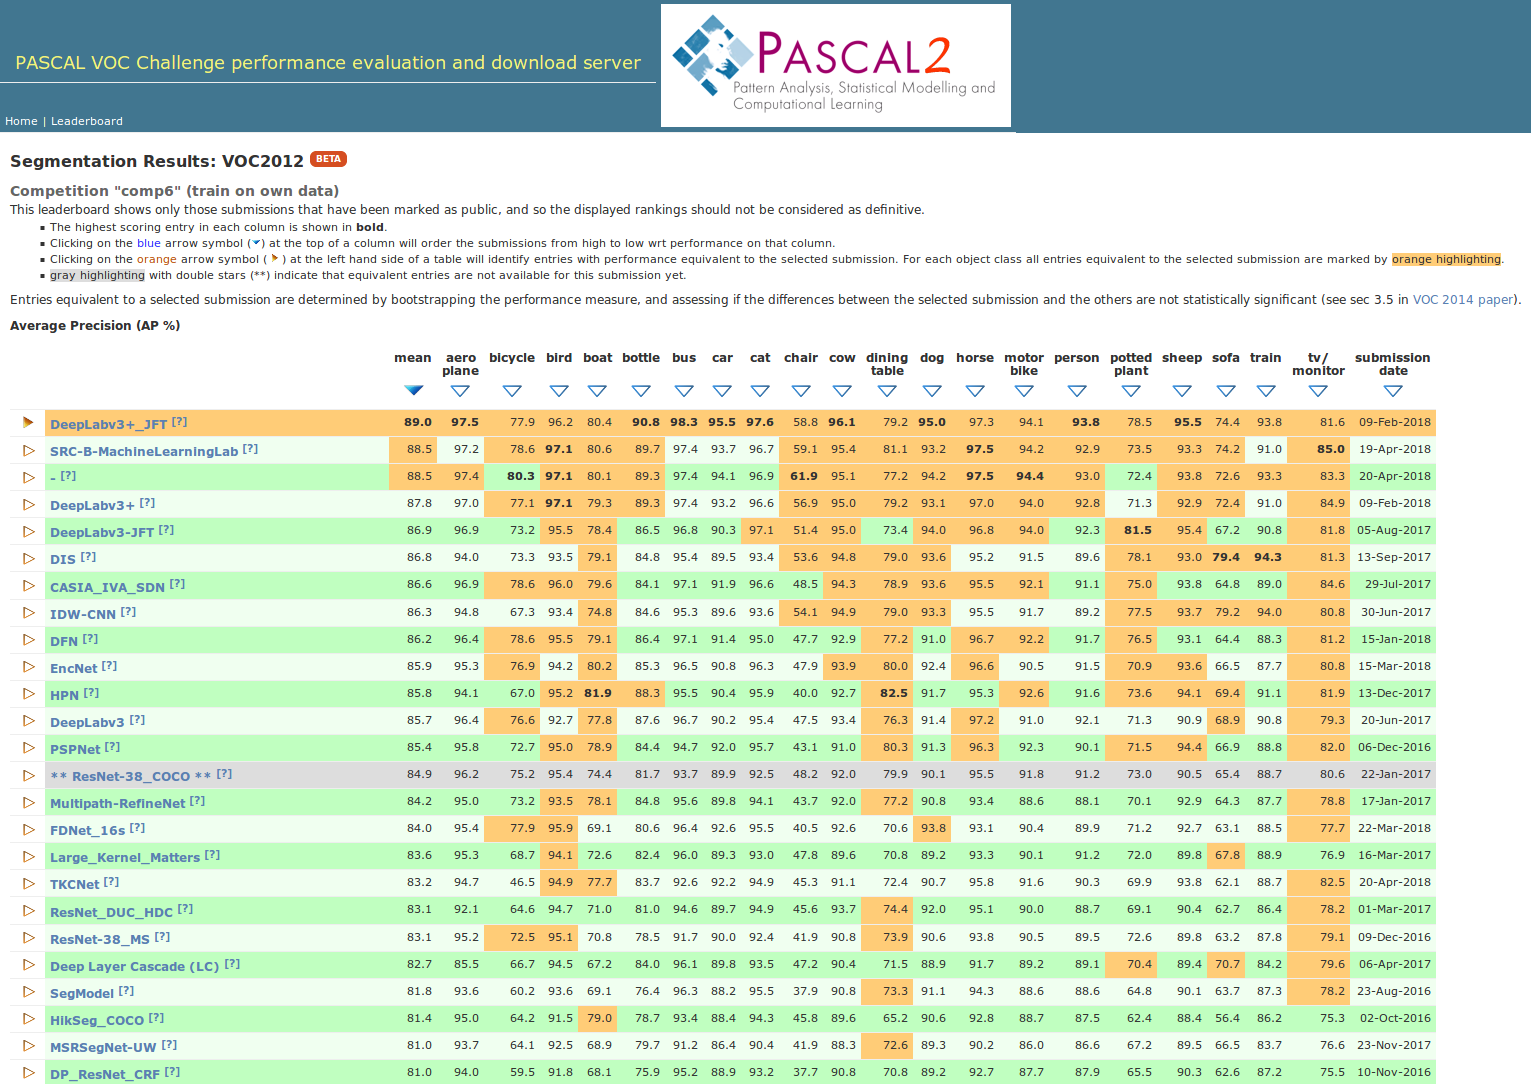 PASCAL VOC Challenge performance evaluation and download server
PASCAL2
Pattern Analysis, Statistical Modelling and
Computational Learning
Home | Leaderboard
Segmentation Results: VOC2012 BETA
Competition "comp6" (train on own data)
This leaderboard shows only those submissions that have been marked as public, and so the displayed rankings should not be considered as definitive.
The highest scoring entry in each column is shown in bold.
Clicking on the blue arrow symbol ( ) at the top of a column will order the submissions from high to low wrt performance on that column.
Clicking on the orange arrow symbol ( ) at the left hand side of a table will identify entries with performance equivalent to the selected submission. For each object class all entries equivalent to the selected submission are marked by orange highlighting.
gray highlighting with double stars (**) indicate that equivalent entries are not available for this submission yet.
Entries equivalent to a selected submission are determined by bootstrapping the performance measure, and assessing if the differences between the selected submission and the others are not statistically significant (see sec 3.5 in VOC 2014 paper).
Average Precision (AP %)
mean aero plane bicycle bird boat bottle bus car cat chair cow dining table dog horse motor bike person potted plant sheep sofa train tv/ monitor submission date
DeepLabv3+_JFT [?] 89.0 97.5 77.9 96.2 80.4 90.8 98.3 95.5 97.6 58.8 96.1 79.2 95.0 97.3 94.1 93.8 78.5 95.5 74.4 93.8 81.6 09-Feb-2018
SRC-B-MachineLearningLab [?] 88.5 97.2 78.6 97.1 80.6 89.7 97.4 93.7 96.7 59.1 95.4 81.1 93.2 97.5 94.2 92.9 73.5 93.3 74.2 91.0 85.0 19-Apr-2018
- [?] 88.5 97.4 80.3 97.1 80.1 89.3 97.4 94.1 96.9 61.9 95.1 77.2 94.2 97.5 94.4 93.0 72.4 93.8 72.6 93.3 83.3 20-Apr-2018
DeepLabv3+ [?] 87.8 97.0 77.1 97.1 79.3 89.3 97.4 93.2 96.6 56.9 95.0 79.2 93.1 97.0 94.0 92.8 71.3 92.9 72.4 91.0 84.9 09-Feb-2018
DeepLabv3-JFT [?] 86.9 96.9 73.2 95.5 78.4 86.5 96.8 90.3 97.1 51.4 95.0 73.4 94.0 96.8 94.0 92.3 81.5 95.4 67.2 90.8 81.8 05-Aug-2017
DIS [?] 86.8 94.0 73.3 93.5 79.1 84.8 95.4 89.5 93.4 53.6 94.8 79.0 93.6 95.2 91.5 89.6 78.1 93.0 79.4 94.3 81.3 13-Sep-2017
CASIA_IVA_SDN [?] 86.6 96.9 78.6 96.0 79.6 84.1 97.1 91.9 96.6 48.5 94.3 78.9 93.6 95.5 92.1 91.1 75.0 93.8 64.8 89.0 84.6 29-Jul-2017
IDW-CNN [?] 86.3 94.8 67.3 93.4 74.8 84.6 95.3 89.6 93.6 54.1 94.9 79.0 93.3 95.5 91.7 89.2 77.5 93.7 79.2 94.0 80.8 30-Jun-2017
DFN [?] 86.2 96.4 78.6 95.5 79.1 86.4 97.1 91.4 95.0 47.7 92.9 77.2 91.0 96.7 92.2 91.7 76.5 93.1 64.4 88.3 81.2 15-Jan-2018
EncNet [?] 85.9 95.3 76.9 94.2 80.2 85.3 96.5 90.8 96.3 47.9 93.9 80.0 92.4 96.6 90.5 91.5 70.9 93.6 66.5 87.7 80.8 15-Mar-2018
HPN [?] 85.8 94.1 67.0 95.2 81.9 88.3 95.5 90.4 95.9 40.0 92.7 82.5 91.7 95.3 92.6 91.6 73.6 94.1 69.4 91.1 81.9 13-Dec-2017
DeepLabv3 [?] 85.7 96.4 76.6 92.7 77.8 87.6 96.7 90.2 95.4 47.5 93.4 76.3 91.4 97.2 91.0 92.1 71.3 90.9 68.9 90.8 79.3 20-Jun-2017
PSPNet [?] 85.4 95.8 72.7 95.0 78.9 84.4 94.7 92.0 95.7 43.1 91.0 80.3 91.3 96.3 92.3 90.1 71.5 94.4 66.9 88.8 82.0 06-Dec-2016
** ResNet-38_COCO ** [?] 84.9 96.2 75.2 95.4 74.4 81.7 93.7 89.9 92.5 48.2 92.0 79.9 90.1 95.5 91.8 91.2 73.0 90.5 65.4 88.7 80.6 22-Jan-2017
Multipath-RefineNet [?] 84.2 95.0 73.2 93.5 78.1 84.8 95.6 89.8 94.1 43.7 92.0 77.2 90.8 93.4 88.6 88.1 70.1 92.9 64.3 87.7 78.8 17-Jan-2017
FDNet_16s [?] 84.0 95.4 77.9 95.9 69.1 80.6 96.4 92.6 95.5 40.5 92.6 70.6 93.8 93.1 90.4 89.9 71.2 92.7 63.1 88.5 77.7 22-Mar-2018
Large_Kernel_Matters [?] 83.6 95.3 68.7 94.1 72.6 82.4 96.0 89.3 93.0 47.8 89.6 70.8 89.2 93.3 90.1 91.2 72.0 89.8 67.8 88.9 76.9 16-Mar-2017
TKCNet [?] 83.2 94.7 46.5 94.9 77.7 83.7 92.6 92.2 94.9 45.3 91.1 72.4 90.7 95.8 91.6 90.3 69.9 93.8 62.1 88.7 82.5 20-Apr-2018
ResNet_DUC_HDC [?] 83.1 92.1 64.6 94.7 71.0 81.0 94.6 89.7 94.9 45.6 93.7 74.4 92.0 95.1 90.0 88.7 69.1 90.4 62.7 86.4 78.2 01-Mar-2017
ResNet-38_MS [?] 83.1 95.2 72.5 95.1 70.8 78.5 91.7 90.0 92.4 41.9 90.8 73.9 90.6 93.8 90.5 89.5 72.6 89.8 63.2 87.8 79.1 09-Dec-2016
Deep Layer Cascade (LC) [?] 82.7 85.5 66.7 94.5 67.2 84.0 96.1 89.8 93.5 47.2 90.4 71.5 88.9 91.7 89.2 89.1 70.4 89.4 70.7 84.2 79.6 06-Apr-2017
SegModel [?] 81.8 93.6 60.2 93.6 69.1 76.4 96.3 88.2 95.5 37.9 90.8 73.3 91.1 94.3 88.6 88.6 64.8 90.1 63.7 87.3 78.2 23-Aug-2016
HikSeg_COCO [?] 81.4 95.0 64.2 91.5 79.0 78.7 93.4 88.4 94.3 45.8 89.6 65.2 90.6 92.8 88.7 87.5 62.4 88.4 56.4 86.2 75.3 02-Oct-2016
MSRSegNet-UW [?] 81.0 93.7 64.1 92.5 68.9 79.7 91.2 86.4 90.4 41.9 88.3 72.6 89.3 90.2 86.0 86.6 67.2 89.5 66.5 83.7 76.6 23-Nov-2017
DP_ResNet_CRF [?] 81.0 94.0 59.5 91.8 68.1 75.9 95.2 88.9 93.2 37.7 90.8 70.8 89.2 92.7 87.7 87.9 65.5 90.3 62.6 87.2 75.5 10-Nov-2016